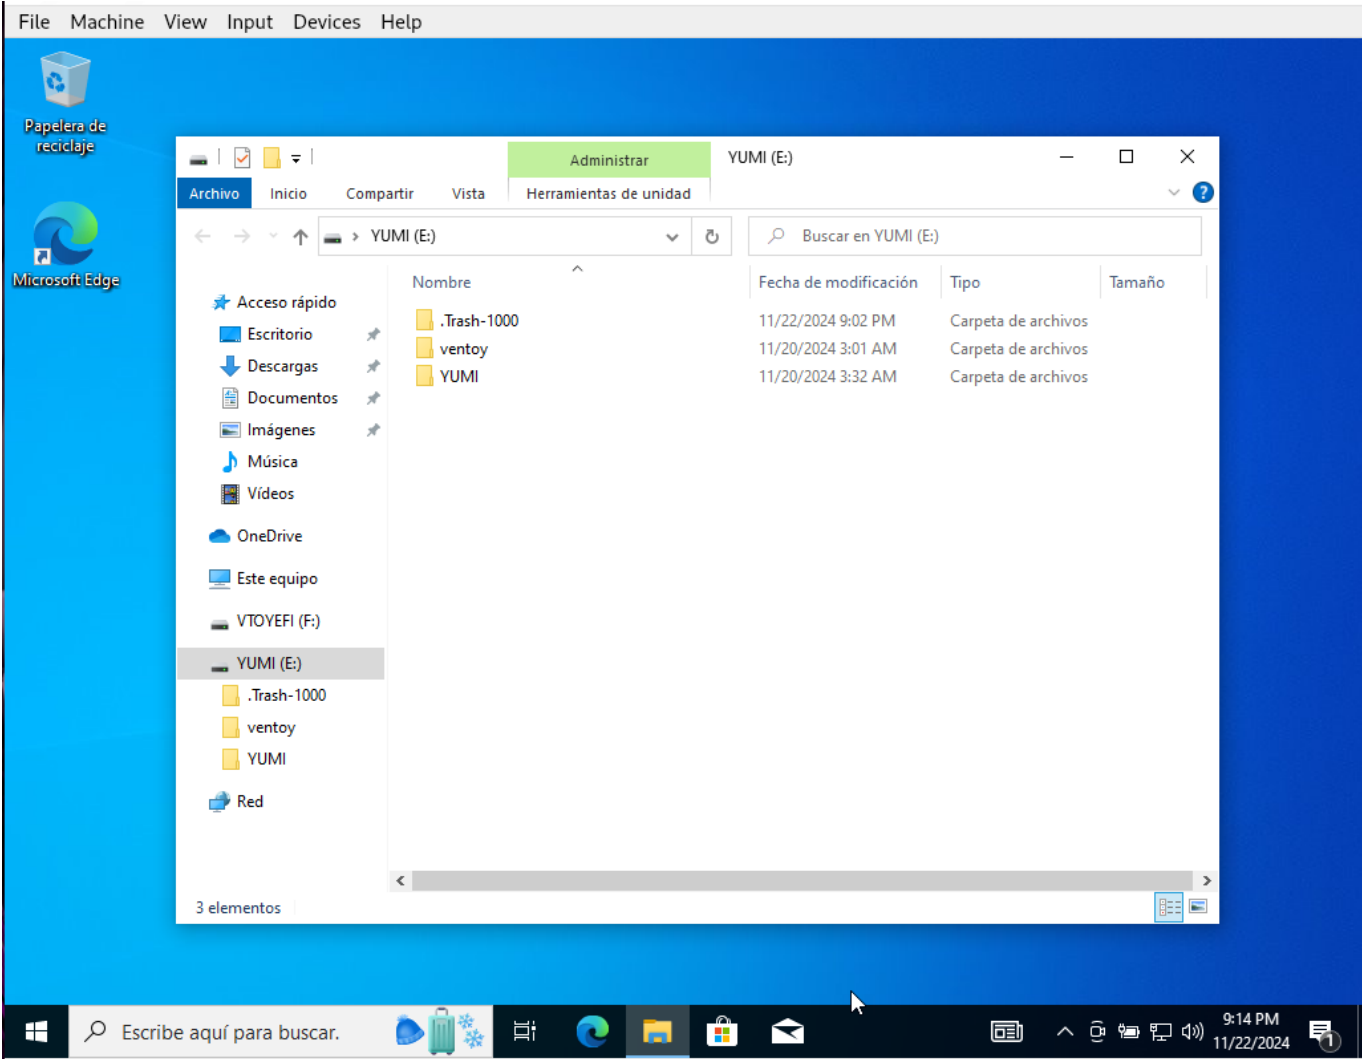 File Machine View Input Devices Help
Papelera de
reciclaje
Microsoft Edge
Administrar YUMI (E:)
Archivo Inicio Compartir Vista Herramientas de unidad
YUMI (E:) Buscar en YUMI (E:)
Nombre Fecha de modificación Tipo Tamaño
.Trash-1000 11/22/2024 9:02 PM Carpeta de archivos
ventoy 11/20/2024 3:01 AM Carpeta de archivos
YUMI 11/20/2024 3:32 AM Carpeta de archivos
Acceso rápido
Escritorio
Descargas
Documentos
Imágenes
Música
Vídeos
OneDrive
Este equipo
VTOYEFI (F:)
YUMI (E:)
.Trash-1000
ventoy
YUMI
Red
3 elementos
Escribe aquí para buscar.
9:14 PM
11/22/2024
1